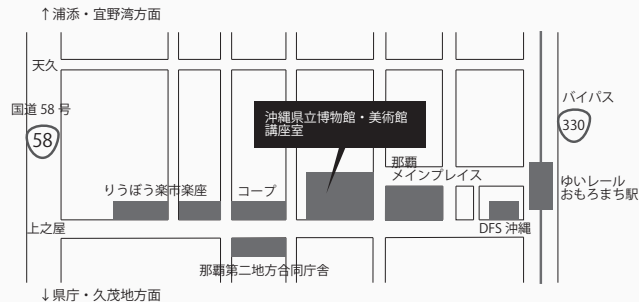 ↑浦添・宜野湾方面
天久
国道 58 号
58
沖縄県立博物館・美術館
講座室
バイパス
330
那覇
メインプレイス
りうぼう楽市楽座
コープ
ゆいレール
おもろまち駅
上之屋
DFS 沖縄
那覇第二地方合同庁舎
↓県庁・久茂地方面